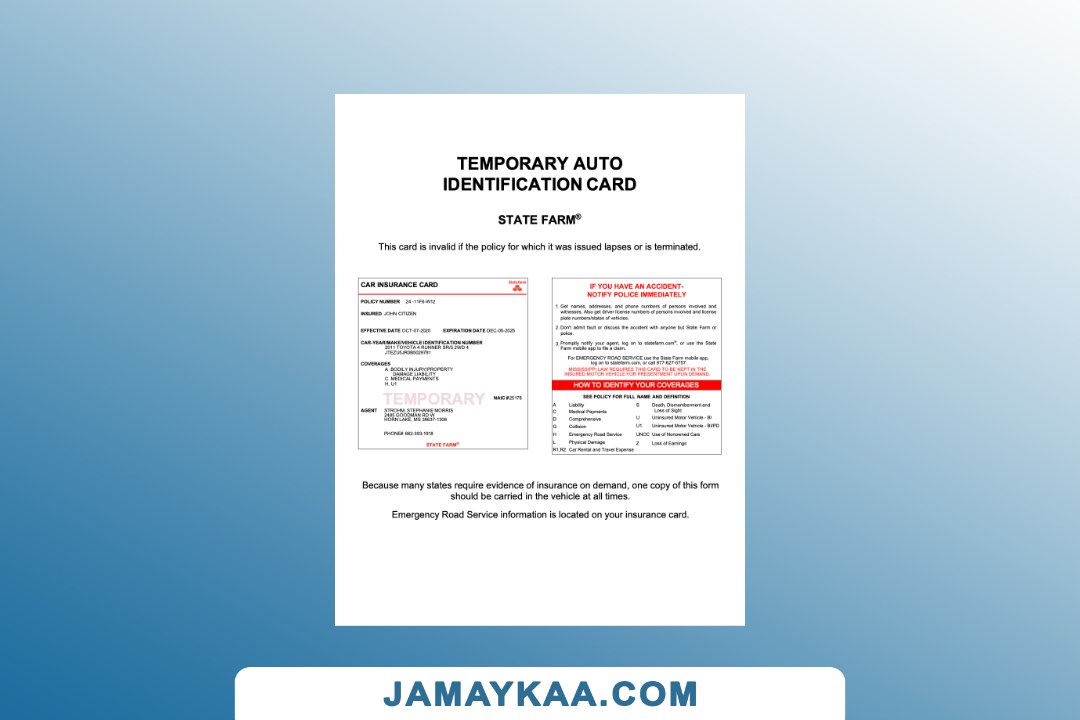 TEMPORARY AUTO
IDENTIFICATION CARD
STATE FARM®
This card is invalid if the policy for which it was issued lapses or is terminated.
CAR INSURANCE CARD
StateFarm
POLICY NUMBER
INSURED JOHN CITIZEN
EFFECTIVE DATE OCT-07-2025 EXPIRATION DATE DEC-08-2025
CAR-YEAR/MAKE/VEHICLE IDENTIFICATION NUMBER
2011 TOYOTA 4 RUNNER SR/5 2WD 4
COVERAGES
A BODILY INJURY/PROPERTY
DAMAGE LIABILITY
C MEDICAL PAYMENTS
H, U1
TEMPORARY
NAIC #25178
AGENT STROHM, STEPHANIE NORRIS
GOODMAN RD W
HORN LAKE, MS
PHONE#
STATE FARM®
IF YOU HAVE AN ACCIDENT-
NOTIFY POLICE IMMEDIATELY
1. Get names, addresses, and phone numbers of persons involved and
witnesses. Also get driver license numbers of persons involved and license
plate numbers/states of vehicles.
2. Don't admit fault or discuss the accident with anyone but State Farm or
police.
3. Promptly notify your agent, log on to statefarm.com®, or use the State
Farm mobile app to file a claim.
For EMERGENCY ROAD SERVICE use the State Farm mobile app,
log on to statefarm.com, or call 877-627-5757
MISSISSIPPI LAW REQUIRES THIS CARD TO BE KEPT IN THE
INSURED MOTOR VEHICLE FOR PRESENTMENT UPON DEMAND.
HOW TO IDENTIFY YOUR COVERAGES
SEE POLICY FOR FULL NAME AND DEFINITION
A Liability
C Medical Payments
D Comprehensive
G Collision
H Emergency Road Service
L Physical Damage
R1,R2 Car Rental and Travel Expense
S Death, Dismemberment and
Loss of Sight
U Uninsured Motor Vehicle - BI
U1 Uninsured Motor Vehicle - BI/PD
UNOC Use of Nonowned Cars
Z Loss of Earnings
Because many states require evidence of insurance on demand, one copy of this form
should be carried in the vehicle at all times.
Emergency Road Service information is located on your insurance card.
JAMAYKAA.COM